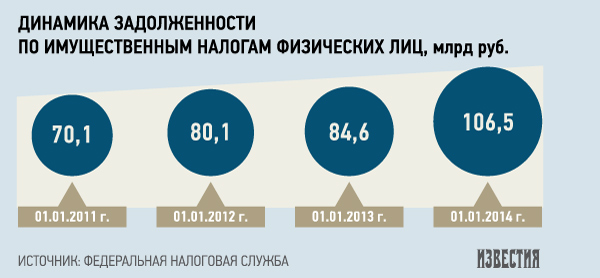 ДИНАМИКА ЗАДОЛЖЕННОСТИ
ПО ИМУЩЕСТВЕННЫМ НАЛОГАМ ФИЗИЧЕСКИХ ЛИЦ, млрд руб.
70,1
80,1
84,6
106,5
01.01.2011 г.
01.01.2012 г.
01.01.2013 г.
01.01.2014 г.
ИСТОЧНИК: ФЕДЕРАЛЬНАЯ НАЛОГОВАЯ СЛУЖБА
ИЗВЕСТИЯ